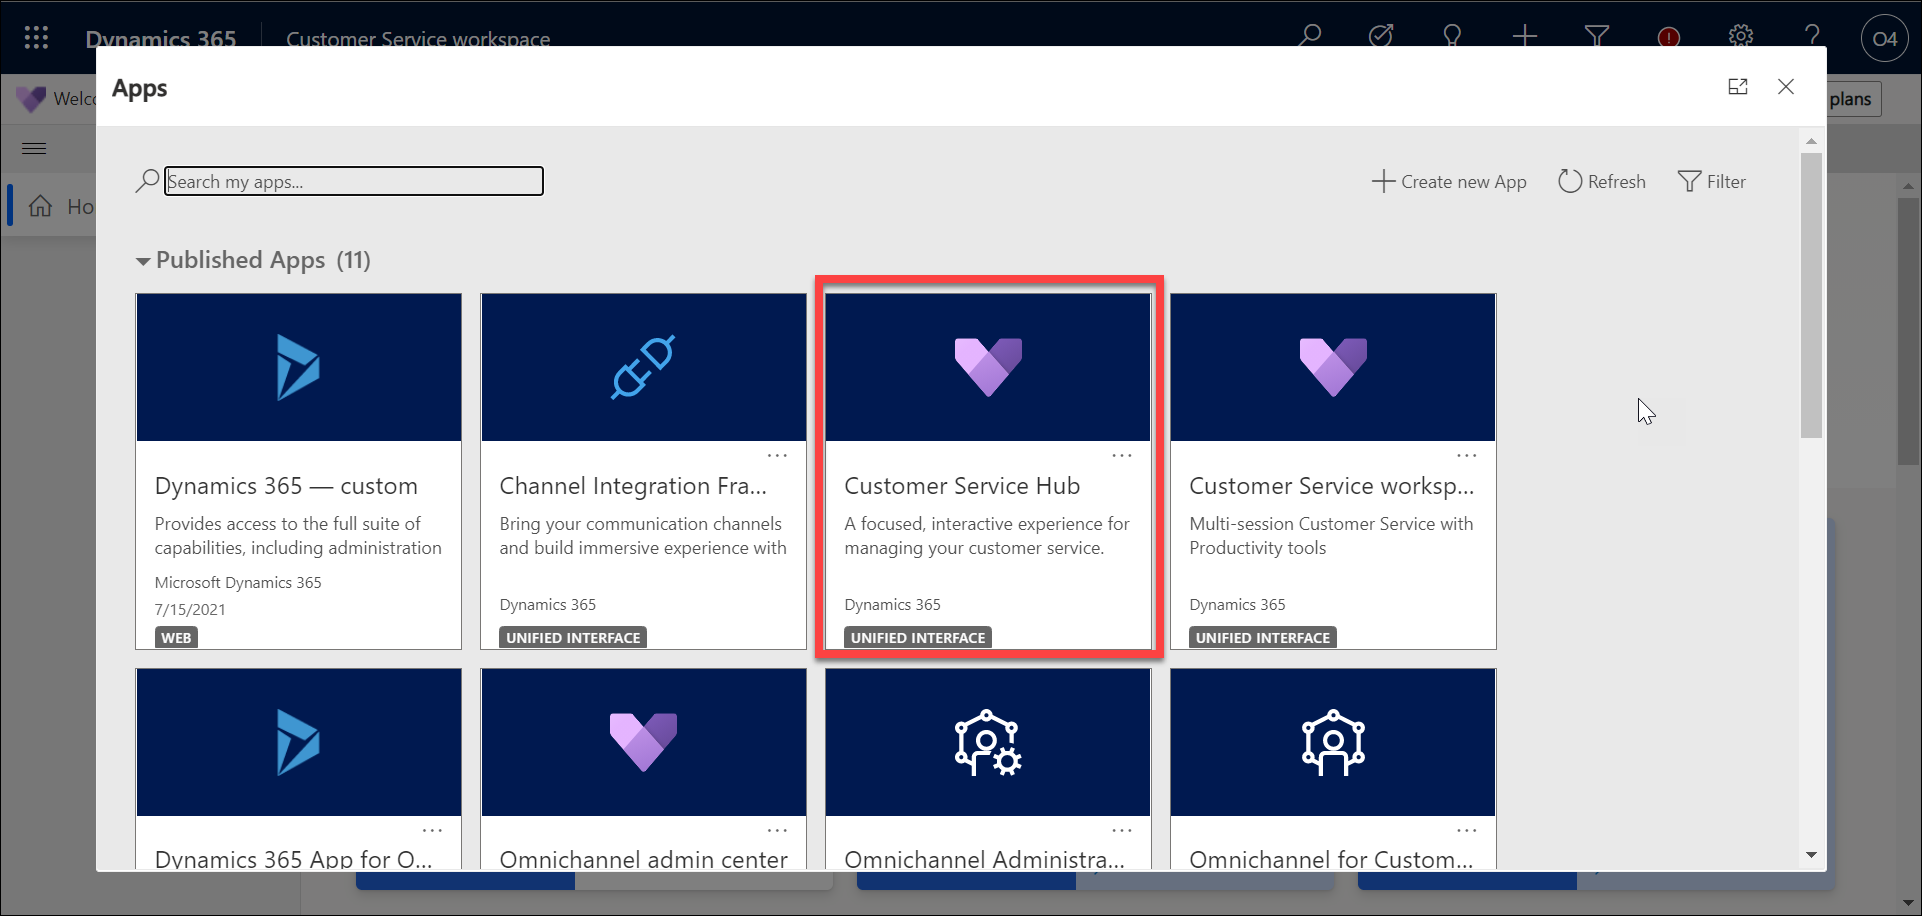 Dynamics 365
Customer Service workspace
O4
Apps
Welco
plans
Search my apps...
Create new App
Refresh
Filter
Ho
Published Apps (11)
Dynamics 365 — custom
Provides access to the full suite of
capabilities, including administration
Microsoft Dynamics 365
7/15/2021
WEB
Channel Integration Fra...
Bring your communication channels
and build immersive experience with
Dynamics 365
UNIFIED INTERFACE
Customer Service Hub
A focused, interactive experience for
managing your customer service.
Dynamics 365
UNIFIED INTERFACE
Customer Service worksp...
Multi-session Customer Service with
Productivity tools
Dynamics 365
UNIFIED INTERFACE
Dynamics 365 App for O...
Omnichannel admin center
Omnichannel Administra...
Omnichannel for Custom...